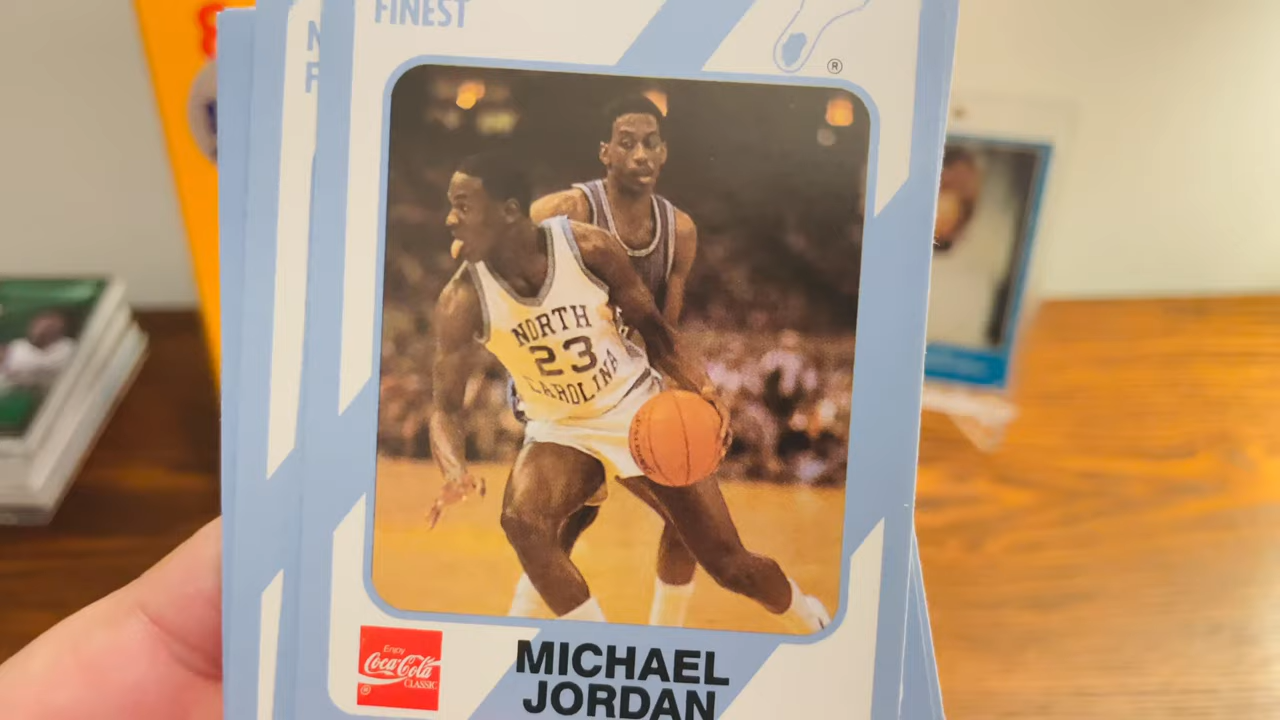 FINEST
®
N
F
NORTH
23
CAROLINA
Enjoy
Coca-Cola
CLASSIC
®
MICHAEL
JORDAN